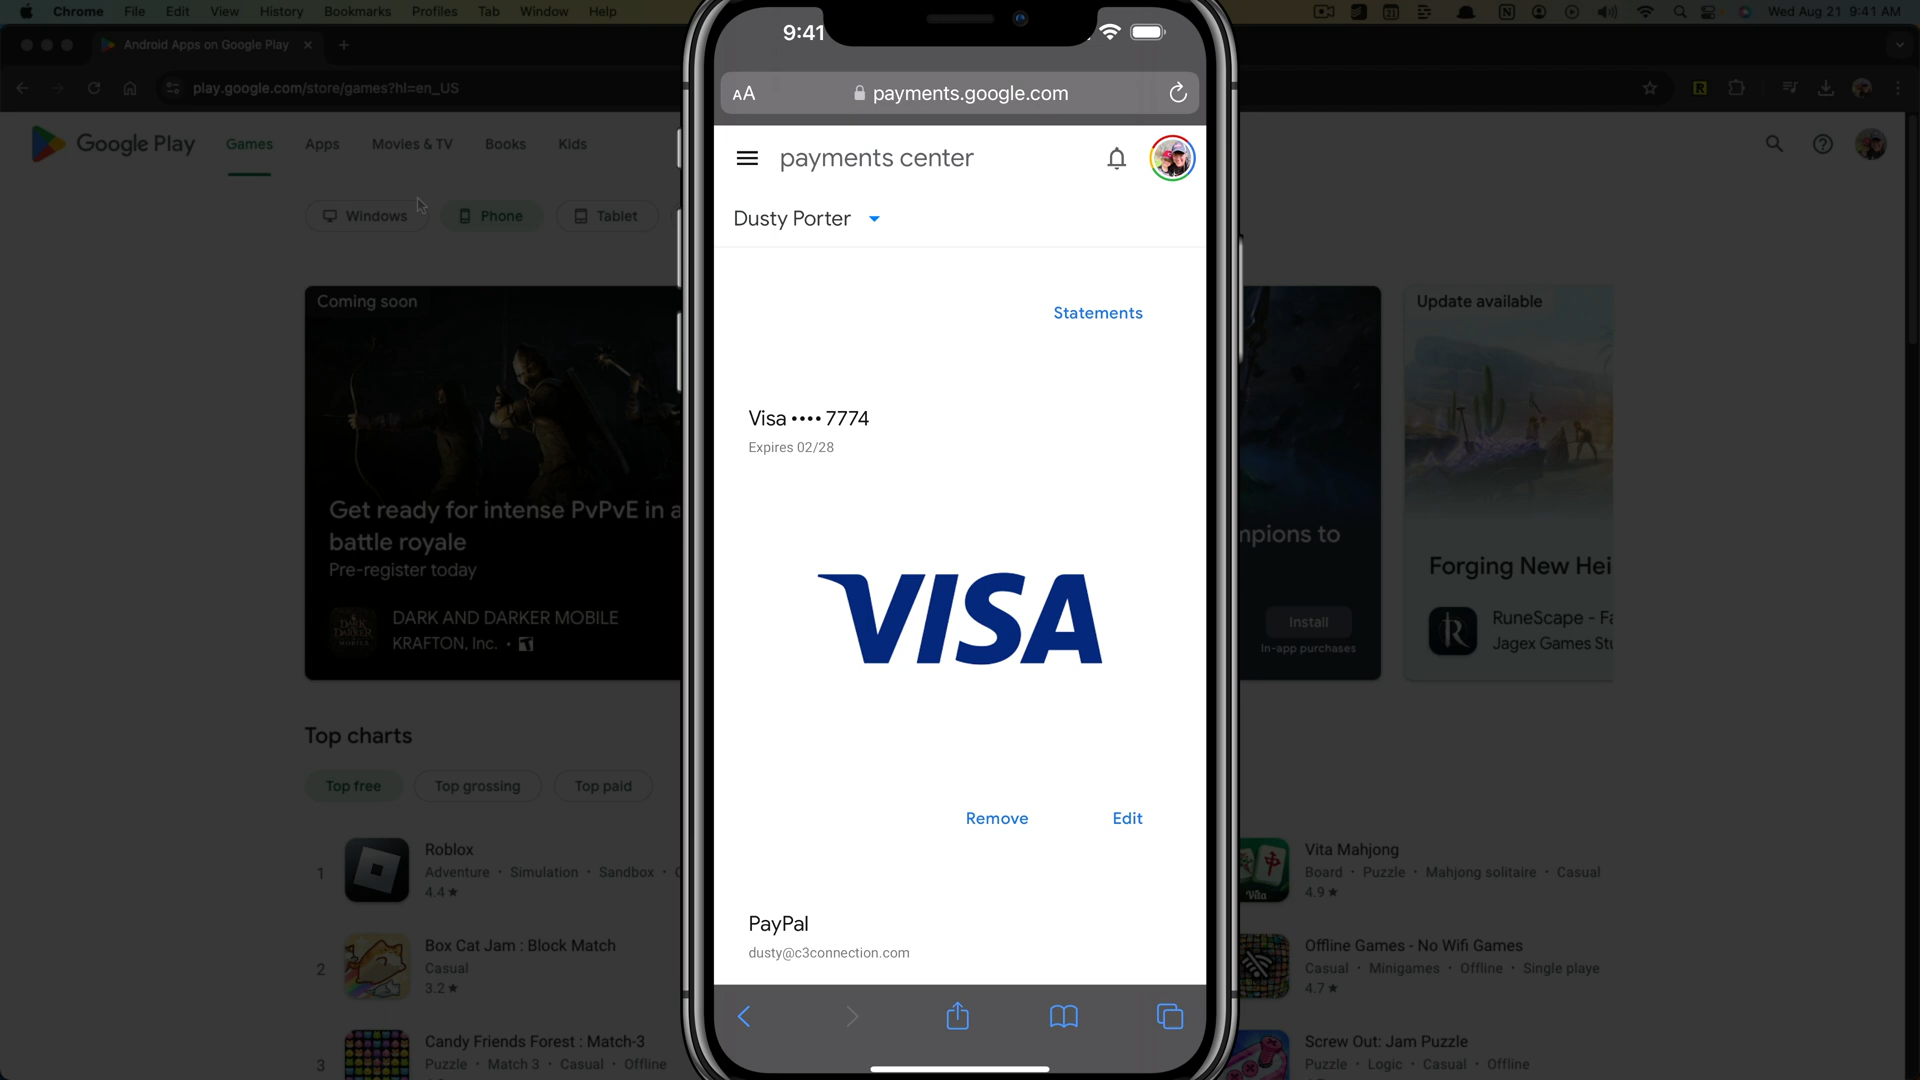 Chrome File Edit View History Bookmarks Profiles Tab Window Help
Wed Aug 21 9:41 AM
Android Apps on Google Play
play.google.com/store/games?hl=en_US
Google Play
Games Apps Movies & TV Books Kids
Windows Phone Tablet
Coming soon
Get ready for intense PvPvE in a
battle royale
Pre-register today
DARK AND DARKER MOBILE
KRAFTON, Inc.
Top charts
Top free Top grossing Top paid
1
Roblox
Adventure • Simulation • Sandbox •
4.4 ★
2
Box Cat Jam : Block Match
Casual
3.2 ★
3
Candy Friends Forest : Match-3
Puzzle • Match 3 • Casual • Offline
9:41
AA payments.google.com
payments center
Dusty Porter
Statements
Visa •••• 7774
Expires 02/28
VISA
Remove Edit
PayPal
dusty@c3connection.com
Install
In-app purchases
Update available
Forging New
RuneScape -
Jagex Games
Vita Mahjong
Board • Puzzle • Mahjong solitaire • Casual
4.9 ★
Vita
Offline Games - No Wifi Games
Casual • Minigames • Offline • Single playe
4.7 ★
Screw Out: Jam Puzzle
Puzzle • Logic • Casual • Offline